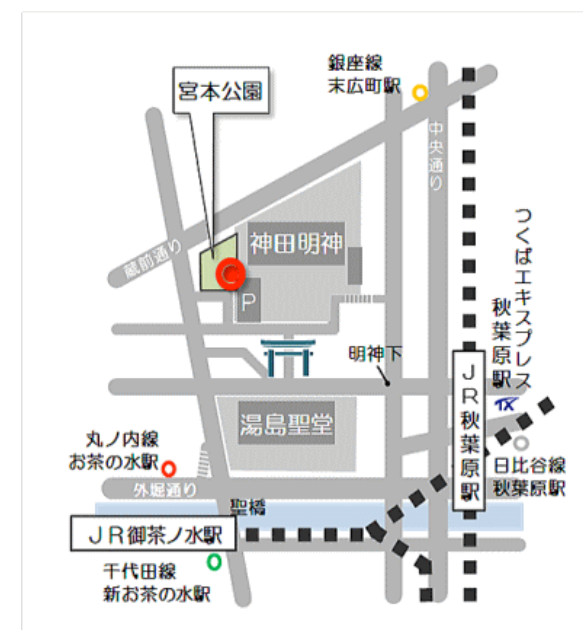 銀座線
末広町駅
宮本公園
中央通り
蔵前通り
神田明神
C
P
つくばエキスプレス
秋葉原駅
TX
明神下
JR秋葉原駅
湯島聖堂
丸ノ内線
お茶の水駅
日比谷線
秋葉原駅
外堀通り
聖橋
JR御茶ノ水駅
千代田線
新お茶の水駅